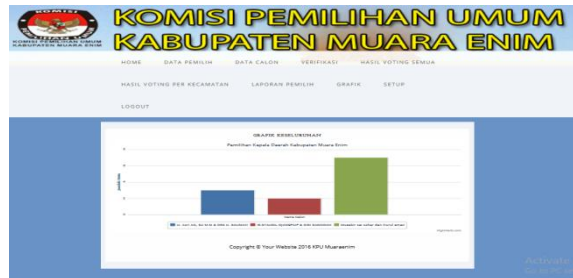 KOMISI PEMILIHAN UMUM
KABUPATEN MUARA ENIM
KOMISI PEMILIHAN UMUM
KABUPATEN MUARA ENIM
HOME DATA PEMILIH DATA CALON VERIFIKASI HASIL VOTING SEMUA
HASIL VOTING PER KECAMATAN LAPORAN PEMILIH GRAFIK SETUP
LOGOUT
GRAFIK KESELURUHAN
Pemilihan Kepala Daerah Kabupaten Muara Enim
Copyright © Your Website 2016 KPU Muaraenim
Activate